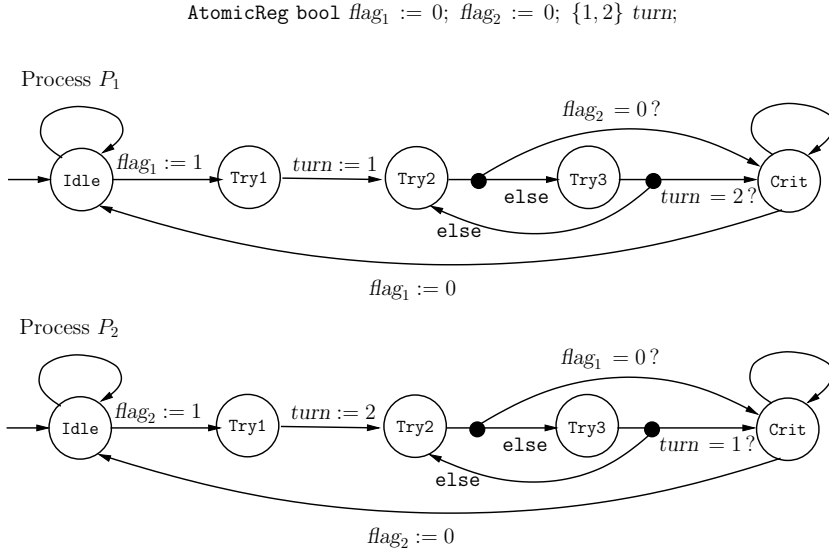 AtomicReg bool flag₁ := 0; flag₂ := 0; {1, 2} turn;
Process P₁
flag₂ = 0 ?
flag₁ := 1
turn := 1
Idle
Try1
Try2
else
Try3
turn = 2 ?
Crit
else
flag₁ := 0
Process P₂
flag₁ = 0 ?
flag₂ := 1
turn := 2
Idle
Try1
Try2
else
Try3
turn = 1 ?
Crit
else
flag₂ := 0